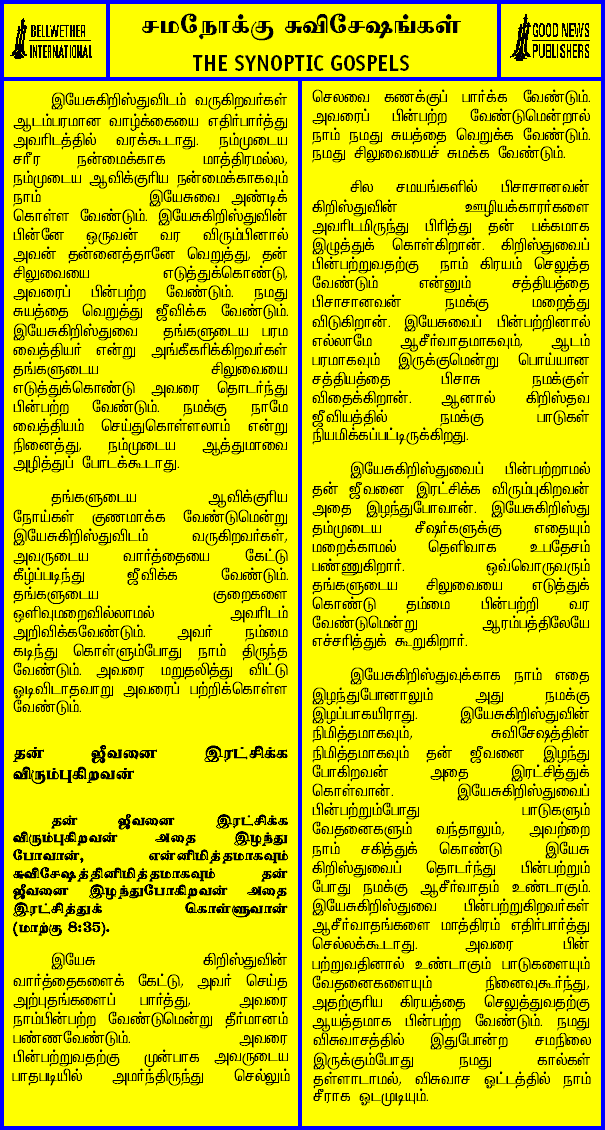 BELLWETHER
INTERNATIONAL
சமநோக்கு சுவிசேஷங்கள்
THE SYNOPTIC GOSPELS
GOOD NEWS
PUBLISHERS
இயேசுகிறிஸ்துவிடம் வருகிறவர்கள்
ஆடம்பரமான வாழ்க்கையை எதிர்பார்த்து
அவரிடத்தில் வரக்கூடாது. நம்முடைய
சரீர நன்மைக்காக மாத்திரமல்ல,
நம்முடைய ஆவிக்குரிய நன்மைக்காகவும்
நாம் இயேசுவை அண்டிக்
கொள்ள வேண்டும். இயேசுகிறிஸ்துவின்
பின்னே ஒருவன் வர விரும்பினால்
அவன் தன்னைத்தானே வெறுத்து, தன்
சிலுவையை எடுத்துக்கொண்டு,
அவரைப் பின்பற்ற வேண்டும். நமது
சுயத்தை வெறுத்து ஜீவிக்க வேண்டும்.
இயேசுகிறிஸ்துவை தங்களுடைய பரம
வைத்தியர் என்று அங்கீகரிக்கிறவர்கள்
தங்களுடைய சிலுவையை
எடுத்துக்கொண்டு அவரை தொடர்ந்து
பின்பற்ற வேண்டும். நமக்கு நாமே
வைத்தியம் செய்துகொள்ளலாம் என்று
நினைத்து, நம்முடைய ஆத்துமாவை
அழித்துப் போடக்கூடாது.
தங்களுடைய ஆவிக்குரிய
நோய்கள் குணமாக்க வேண்டுமென்று
இயேசுகிறிஸ்துவிடம் வருகிறவர்கள்,
அவருடைய வார்த்தையை கேட்டு
கீழ்ப்படிந்து ஜீவிக்க வேண்டும்.
தங்களுடைய குறைகளை
ஒளிவுமறைவில்லாமல் அவரிடம்
அறிவிக்கவேண்டும். அவர் நம்மை
கடிந்து கொள்ளும்போது நாம் திருந்த
வேண்டும். அவரை மறுதலித்து விட்டு
ஓடிவிடாதவாறு அவரைப் பற்றிக்கொள்ள
வேண்டும்.
தன் ஜீவனை இரட்சிக்க
விரும்புகிறவன்
தன் ஜீவனை இரட்சிக்க
விரும்புகிறவன் அதை இழந்து
போவான், என்னிமித்தமாகவும்
சுவிசேஷத்தினிமித்தமாகவும் தன்
ஜீவனை இழந்துபோகிறவன் அதை
இரட்சித்துக் கொள்ளுவான்
(மாற்கு 8:35).
இயேசு கிறிஸ்துவின்
வார்த்தைகளைக் கேட்டு, அவர் செய்த
அற்புதங்களைப் பார்த்து, அவரை
நாம்பின்பற்ற வேண்டுமென்று தீர்மானம்
பண்ணவேண்டும். அவரை
பின்பற்றுவதற்கு முன்பாக அவருடைய
பாதபடியில் அமர்ந்திருந்து செல்லும்
செலவை கணக்குப் பார்க்க வேண்டும்.
அவரைப் பின்பற்ற வேண்டுமென்றால்
நாம் நமது சுயத்தை வெறுக்க வேண்டும்.
நமது சிலுவையைச் சுமக்க வேண்டும்.
சில சமயங்களில் பிசாசானவன்
கிறிஸ்துவின் ஊழியக்காரர்களை
அவரிடமிருந்து பிரித்து தன் பக்கமாக
இழுத்துக் கொள்கிறான். கிறிஸ்துவைப்
பின்பற்றுவதற்கு நாம் கிரயம் செலுத்த
வேண்டும் என்னும் சத்தியத்தை
பிசாசானவன் நமக்கு மறைத்து
விடுகிறான். இயேசுவைப் பின்பற்றினால்
எல்லாமே ஆசீர்வாதமாகவும், ஆடம்
பரமாகவும் இருக்குமென்று பொய்யான
சத்தியத்தை பிசாசு நமக்குள்
விதைக்கிறான். ஆனால் கிறிஸ்தவ
ஜீவியத்தில் நமக்கு பாடுகள்
நியமிக்கப்பட்டிருக்கிறது.
இயேசுகிறிஸ்துவைப் பின்பற்றாமல்
தன் ஜீவனை இரட்சிக்க விரும்புகிறவன்
அதை இழந்துபோவான். இயேசுகிறிஸ்து
தம்முடைய சீஷர்களுக்கு எதையும்
மறைக்காமல் தெளிவாக உபதேசம்
பண்ணுகிறார். ஒவ்வொருவரும்
தங்களுடைய சிலுவையை எடுத்துக்
கொண்டு தம்மை பின்பற்றி வர
வேண்டுமென்று ஆரம்பத்திலேயே
எச்சரித்துக் கூறுகிறார்.
இயேசுகிறிஸ்துவுக்காக நாம் எதை
இழந்துபோனாலும் அது நமக்கு
இழப்பாகயிராது. இயேசுகிறிஸ்துவின்
நிமித்தமாகவும், சுவிசேஷத்தின்
நிமித்தமாகவும் தன் ஜீவனை இழந்து
போகிறவன் அதை இரட்சித்துக்
கொள்வான். இயேசுகிறிஸ்துவைப்
பின்பற்றும்போது பாடுகளும்
வேதனைகளும் வந்தாலும், அவற்றை
நாம் சகித்துக் கொண்டு இயேசு
கிறிஸ்துவைப் தொடர்ந்து பின்பற்றும்
போது நமக்கு ஆசீர்வாதம் உண்டாகும்.
இயேசுகிறிஸ்துவை பின்பற்றுகிறவர்கள்
ஆசீர்வாதங்களை மாத்திரம் எதிர்பார்த்து
செல்லக்கூடாது. அவரை பின்
பற்றுவதினால் உண்டாகும் பாடுகளையும்
வேதனைகளையும் நினைவுகூர்ந்து,
அதற்குரிய கிரயத்தை செலுத்துவதற்கு
ஆயத்தமாக பின்பற்ற வேண்டும். நமது
விசுவாசத்தில் இதுபோன்ற சமநிலை
இருக்கும்போது நமது கால்கள்
தள்ளாடாமல், விசுவாச ஓட்டத்தில் நாம்
சீராக ஓடமுடியும்.